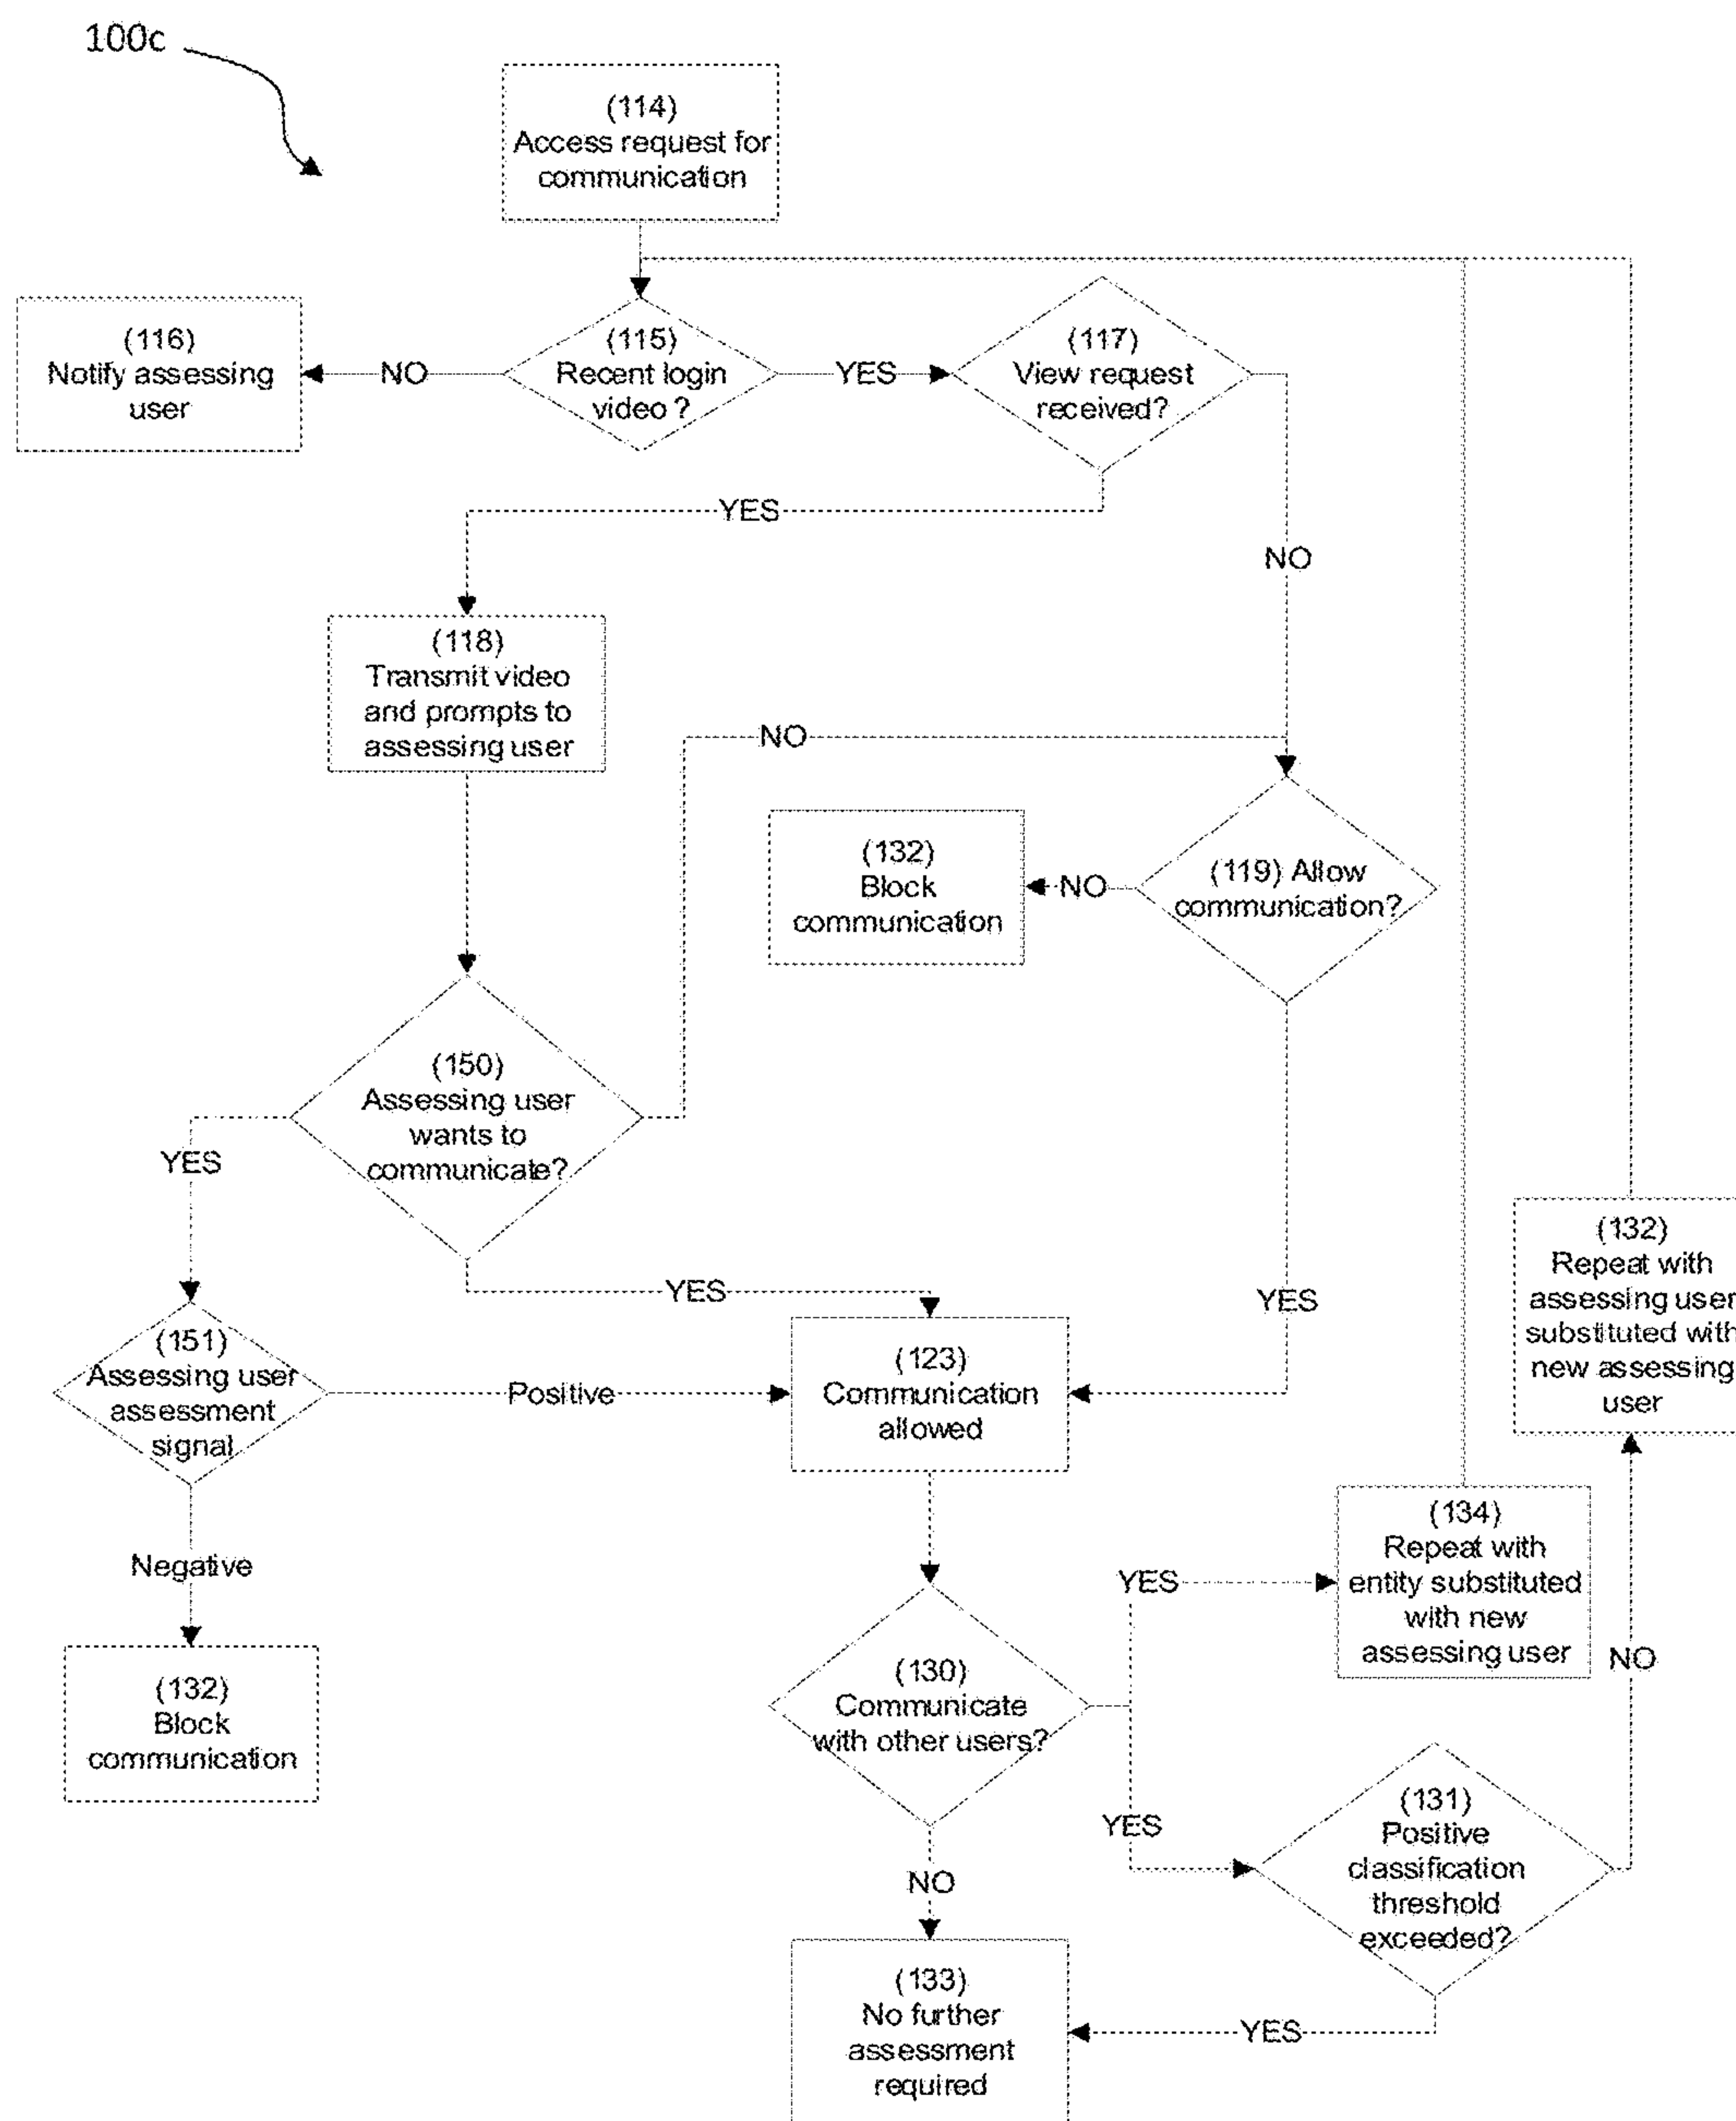 100c
(114)
Access request for
communication
(116)
Notify assessing
user
NO
(115)
Recent login
video?
YES
(117)
View request
received?
YES
NO
(118)
Transmit video
and prompts to
assessing user
NO
(132)
Block
communication
NO
(119) Allow
communication?
(150)
Assessing user
wants to
communicate?
YES
YES
YES
(132)
Repeat with
assessing user
substituted with
new assessing
user
(151)
Assessing user
assessment
signal
Positive
(123)
Communication
allowed
Negative
(134)
Repeat with
entity substituted
with new
assessing user
YES
NO
(132)
Block
communication
(130)
Communicate
with other users?
YES
(131)
Positive
classification
threshold
exceeded?
NO
(133)
No further
assessment
required
YES